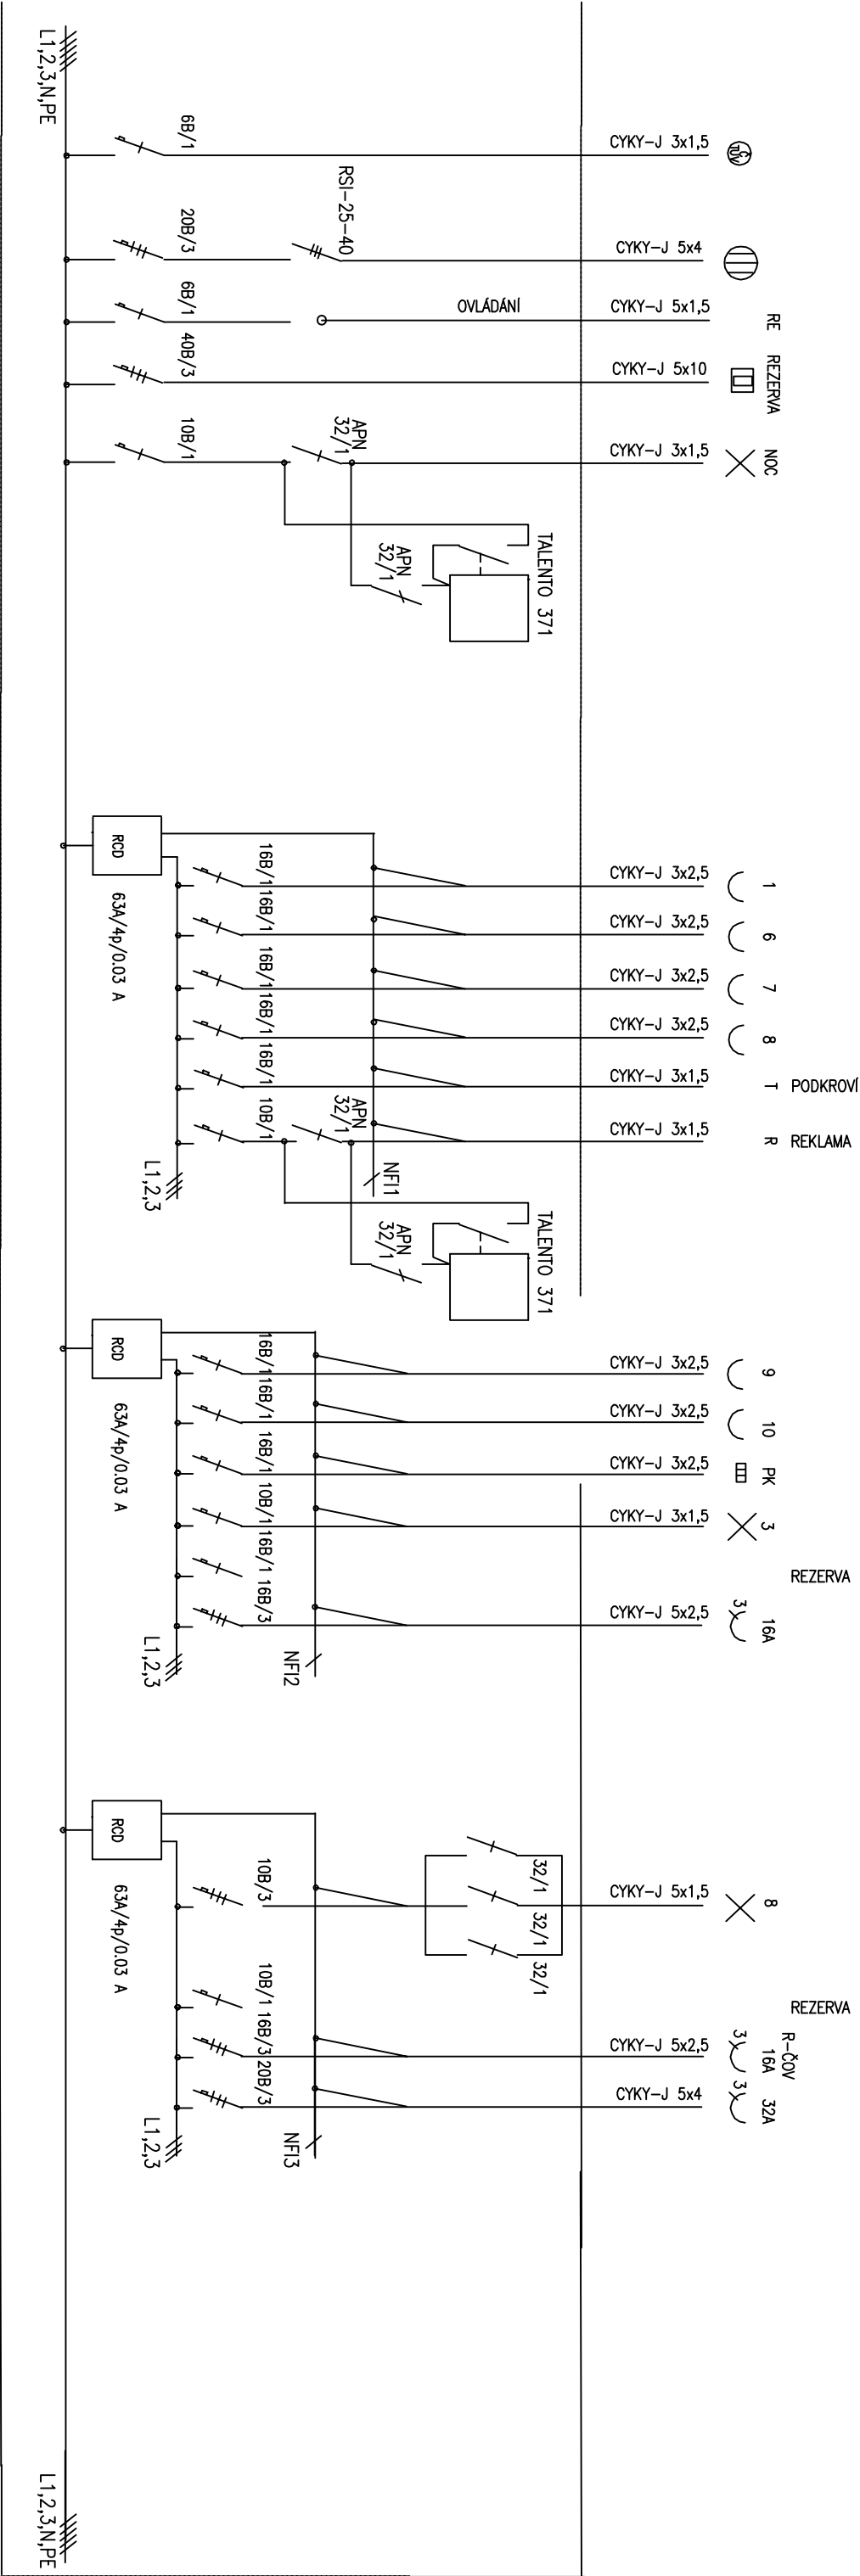 L1,2,3,N,PE
6B/1
CYKY-J 3x1,5
Č
TÚV
20B/3
RSI-25-40
CYKY-J 5x4
6B/1
OVLÁDÁNÍ
CYKY-J 5x1,5
RE
40B/3
CYKY-J 5x10
REZERVA
10B/1
APN
32/1
CYKY-J 3x1,5
NOC
APN
32/1
TALENTO 371
RCD
63A/4p/0.03 A
16B/1
CYKY-J 3x2,5
1
16B/1
CYKY-J 3x2,5
6
16B/1
CYKY-J 3x2,5
7
16B/1
CYKY-J 3x2,5
8
16B/1
CYKY-J 3x1,5
T
PODKROVÍ
10B/1
APN
32/1
CYKY-J 3x1,5
R
REKLAMA
L1,2,3
NFI1
APN
32/1
TALENTO 371
RCD
63A/4p/0.03 A
16B/1
CYKY-J 3x2,5
9
16B/1
CYKY-J 3x2,5
10
16B/1
CYKY-J 3x2,5
PK
10B/1
CYKY-J 3x1,5
3
16B/1
REZERVA
16B/3
CYKY-J 5x2,5
3
16A
L1,2,3
NFI2
RCD
63A/4p/0.03 A
10B/3
32/1
32/1
32/1
CYKY-J 5x1,5
8
10B/1
REZERVA
16B/3
CYKY-J 5x2,5
3
R-ČOV
16A
20B/3
CYKY-J 5x4
3
32A
L1,2,3
NFI3
L1,2,3,N,PE